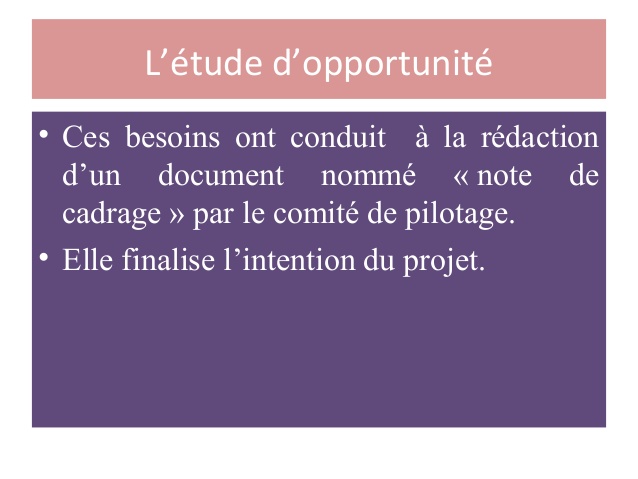 L’étude d’opportunité
• Ces besoins ont conduit à la rédaction
d’un document nommé « note de
cadrage » par le comité de pilotage.
• Elle finalise l’intention du projet.